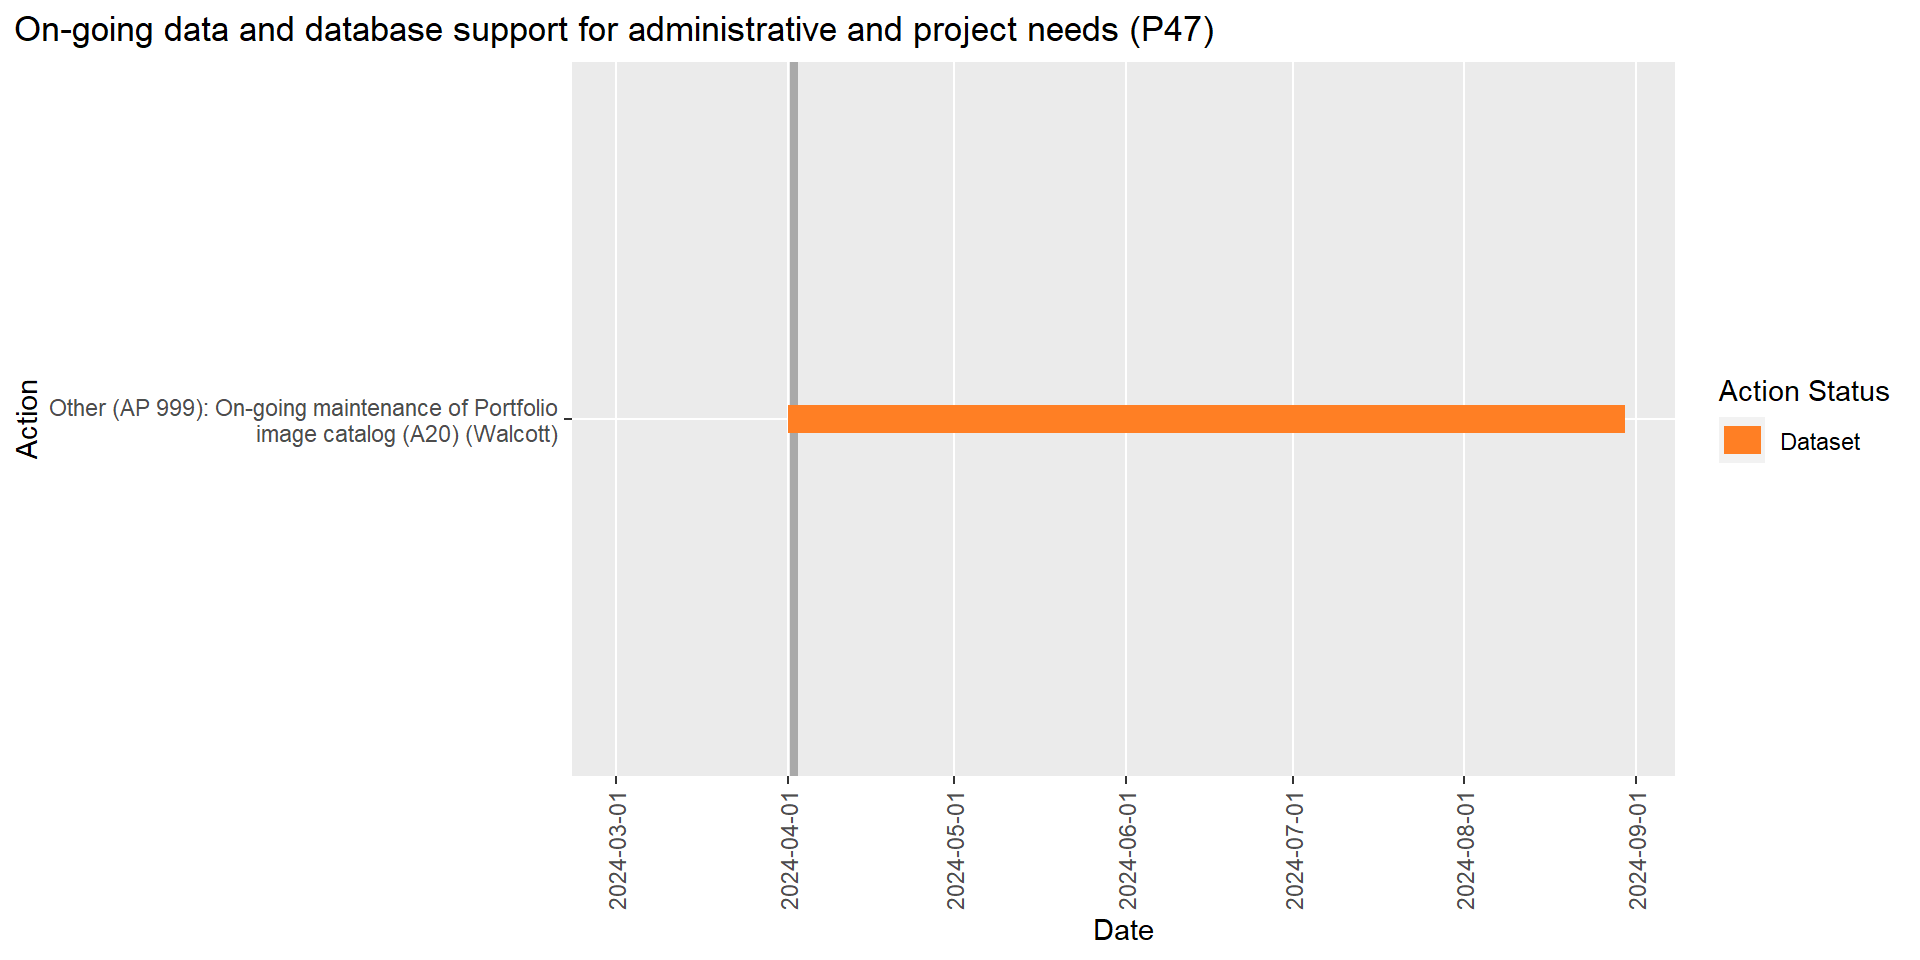 On-going data and database support for administrative and project needs (P47)
Action
Other (AP 999): On-going maintenance of Portfolio
image catalog (A20) (Walcott)
Action Status
Dataset
2024-03-01
2024-04-01
2024-05-01
2024-06-01
2024-07-01
2024-08-01
2024-09-01
Date